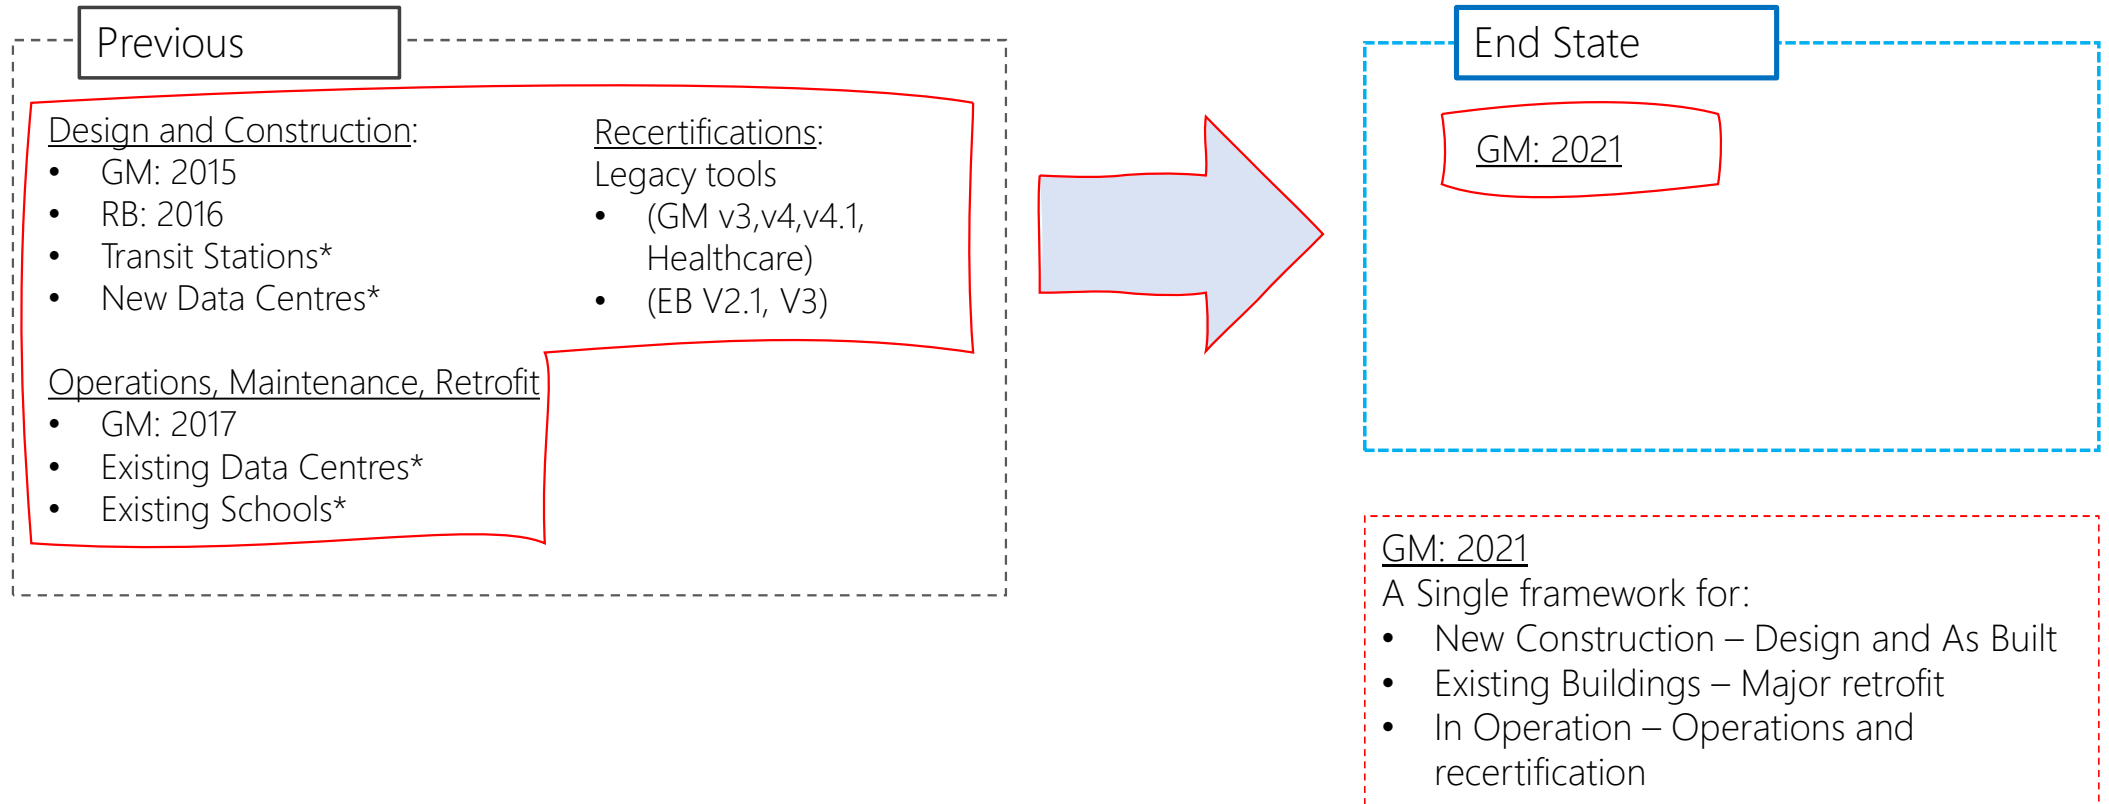 Previous
Design and Construction:
• GM: 2015
• RB: 2016
• Transit Stations*
• New Data Centres*
Operations, Maintenance, Retrofit
• GM: 2017
• Existing Data Centres*
• Existing Schools*
Recertifications:
Legacy tools
• (GM v3,v4,v4.1,
Healthcare)
• (EB V2.1, V3)
End State
GM: 2021
GM: 2021
A Single framework for:
• New Construction – Design and As Built
• Existing Buildings – Major retrofit
• In Operation – Operations and
recertification